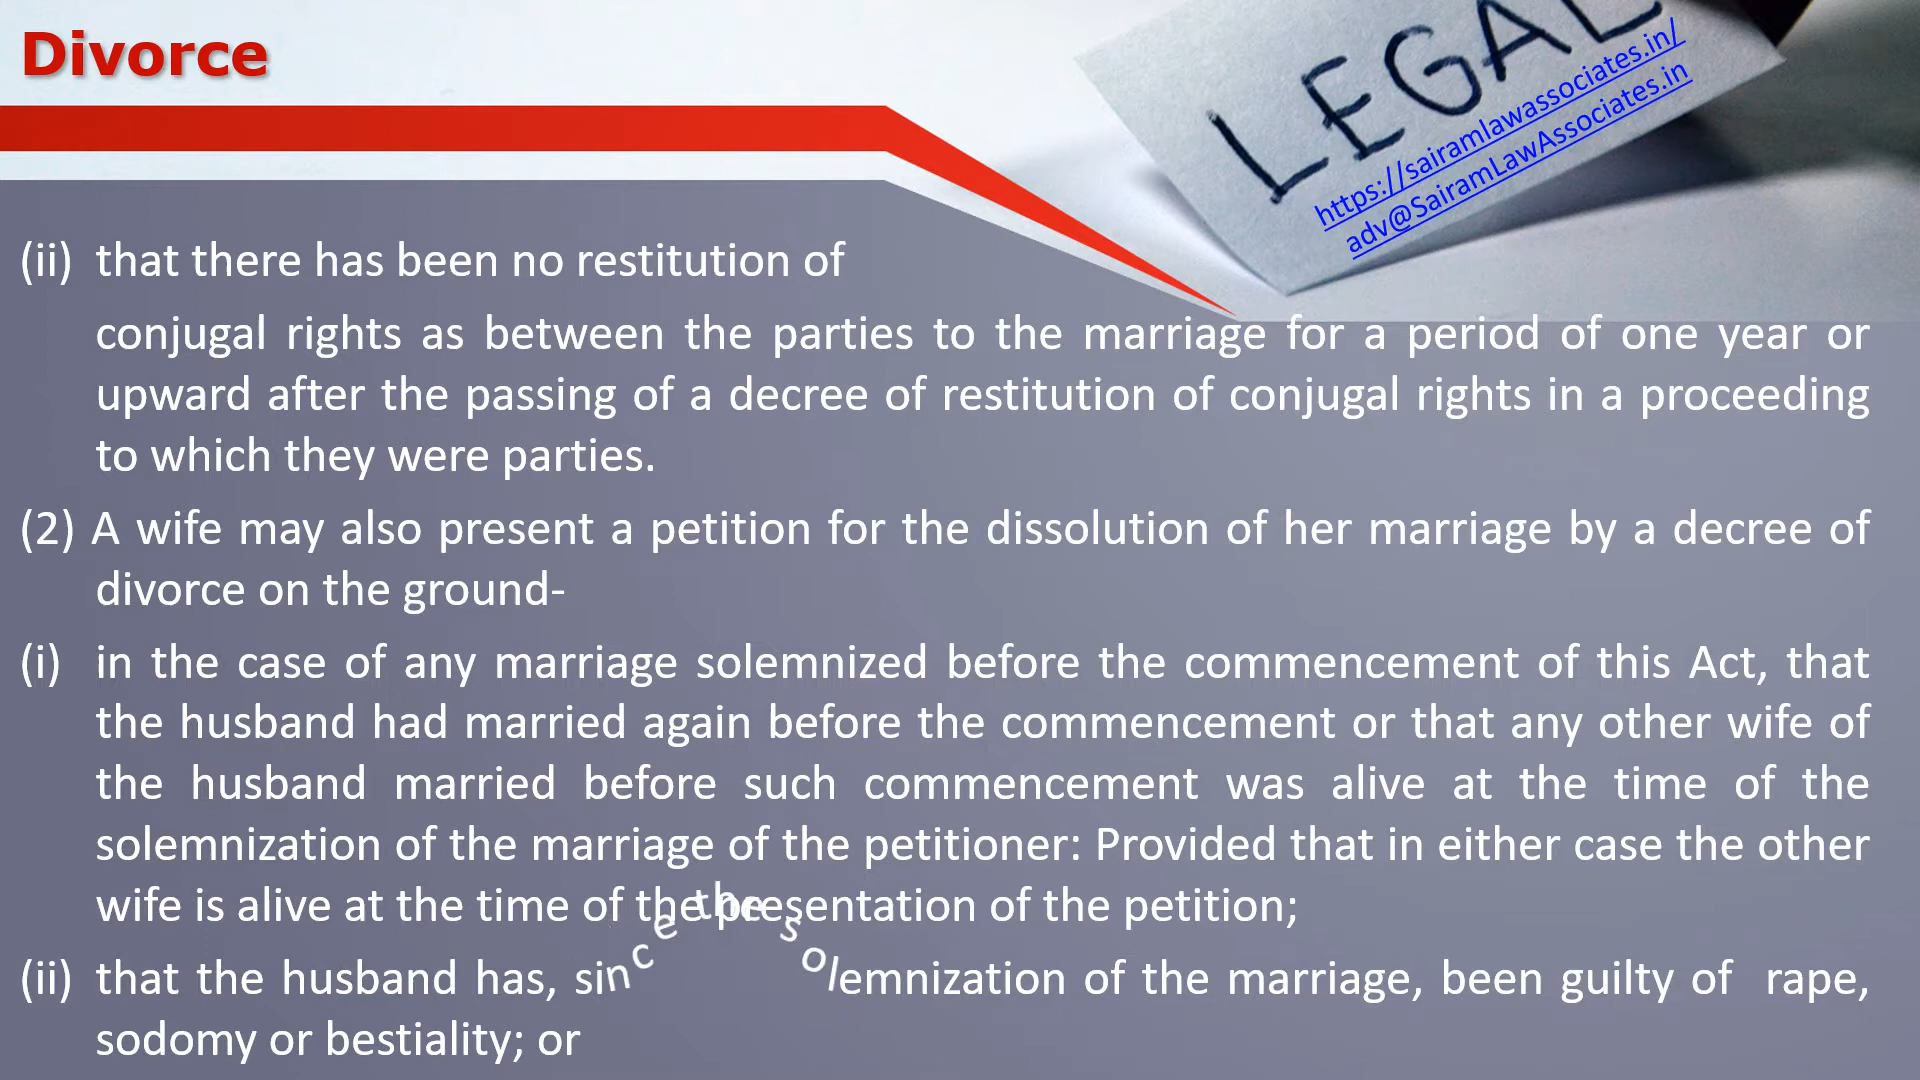 Divorce
LEGAL
https://sairamlawassociates.in/
adv@SairamLawAssociates.in
(ii) that there has been no restitution of
conjugal rights as between the parties to the marriage for a period of one year or
upward after the passing of a decree of restitution of conjugal rights in a proceeding
to which they were parties.
(2) A wife may also present a petition for the dissolution of her marriage by a decree of
divorce on the ground-
(i) in the case of any marriage solemnized before the commencement of this Act, that
the husband had married again before the commencement or that any other wife of
the husband married before such commencement was alive at the time of the
solemnization of the marriage of the petitioner: Provided that in either case the other
wife is alive at the time of the presentation of the petition;
(ii) that the husband has, since the solemnization of the marriage, been guilty of rape,
sodomy or bestiality; or